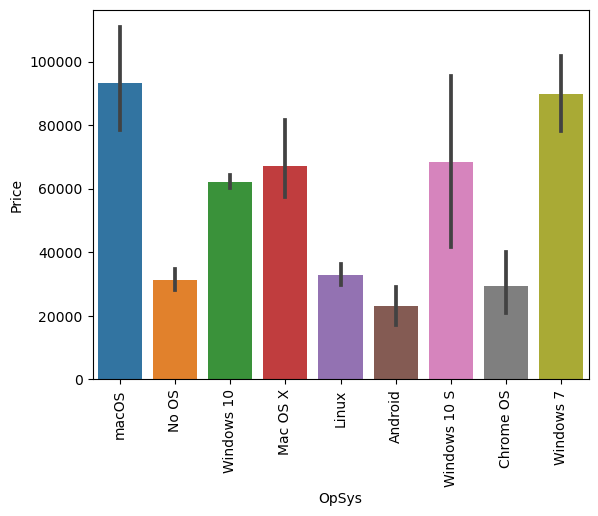 100000
80000
60000
40000
20000
0
Price
macOS
No OS
Windows 10
Mac OS X
Linux
Android
Windows 10 S
Chrome OS
Windows 7
OpSys